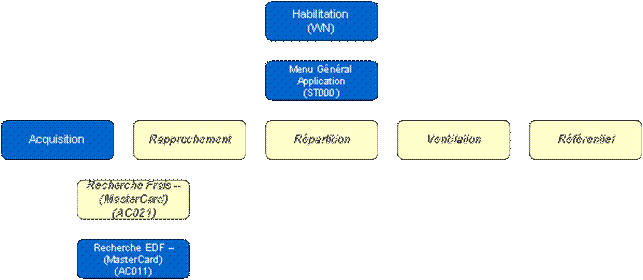 Habilitation
(WN)
Menu Général
Application
(ST000)
Acquisition
Rapprochement
Répartition
Ventilation
Référentiel
Recherche Frais –
(MasterCard)
(AC021)
Recherche EDF –
(MasterCard)
(AC011)